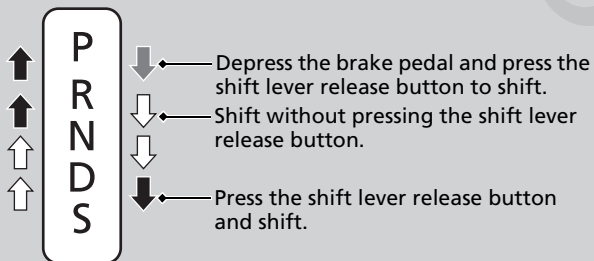 P
R
N
D
S
Depress the brake pedal and press the
shift lever release button to shift.
Shift without pressing the shift lever
release button.
Press the shift lever release button
and shift.